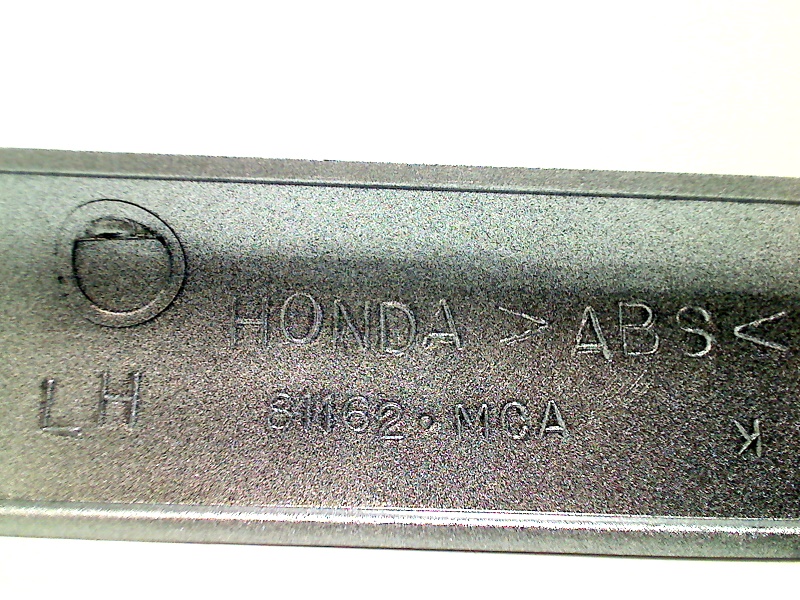 HONDA >ABS<
LH 81162·MCA K